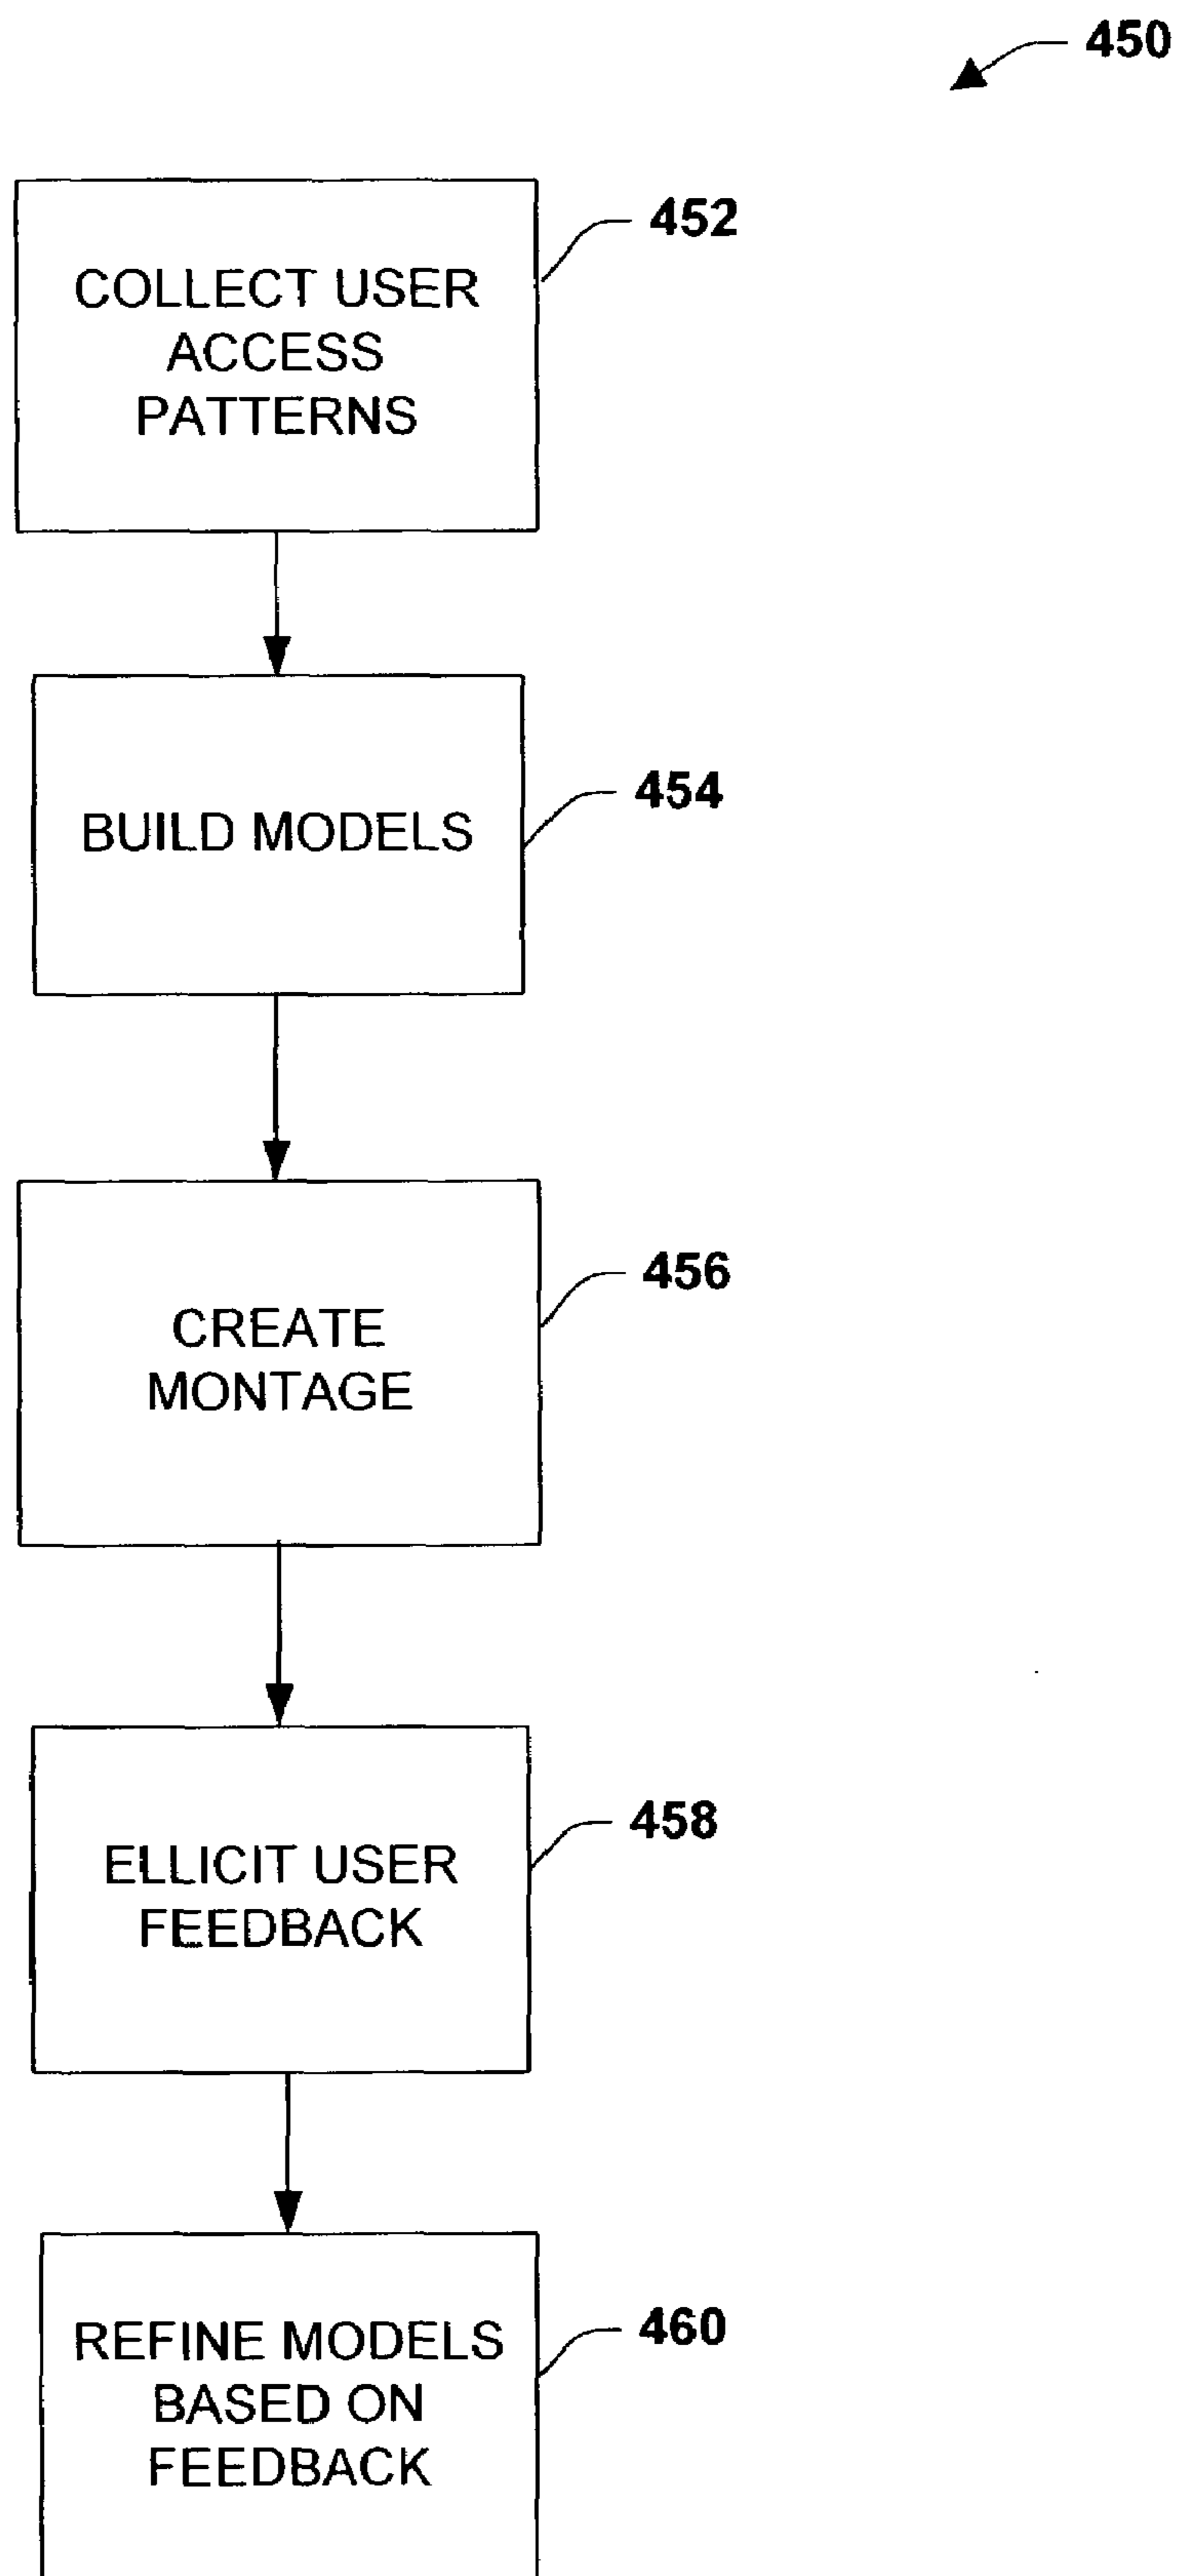 450
452
COLLECT USER
ACCESS
PATTERNS
454
BUILD MODELS
456
CREATE
MONTAGE
458
ELLICIT USER
FEEDBACK
460
REFINE MODELS
BASED ON
FEEDBACK